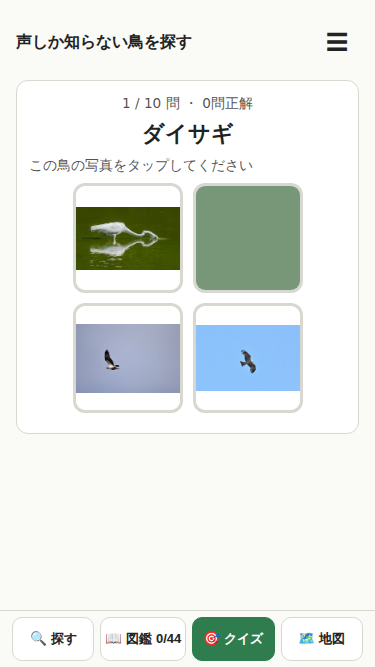 声しか知らない鳥を探す
1 / 10 問 ・ 0問正解
ダイサギ
この鳥の写真をタップしてください
探す
図鑑 0/44
クイズ
地図